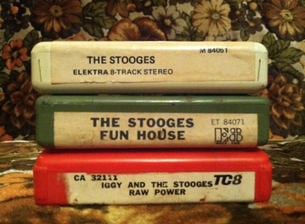 M 84051
THE STOOGES
ELEKTRA 8-TRACK STEREO
THE STOOGES
ET 84071
FUN HOUSE
CA 32111
TC8
IGGY AND THE STOOGES
RAW POWER